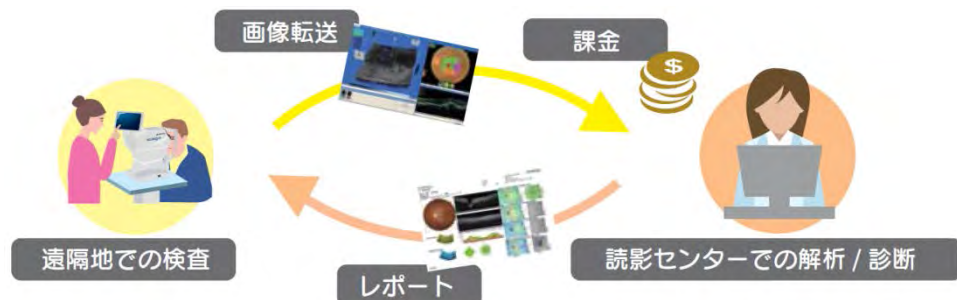 画像転送
課金
$
遠隔地での検査
読影センターでの解析 / 診断
レポート